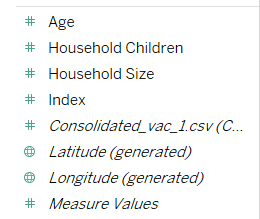 Age
Household Children
Household Size
Index
Consolidated_vac_1.csv (C...
Latitude (generated)
Longitude (generated)
Measure Values